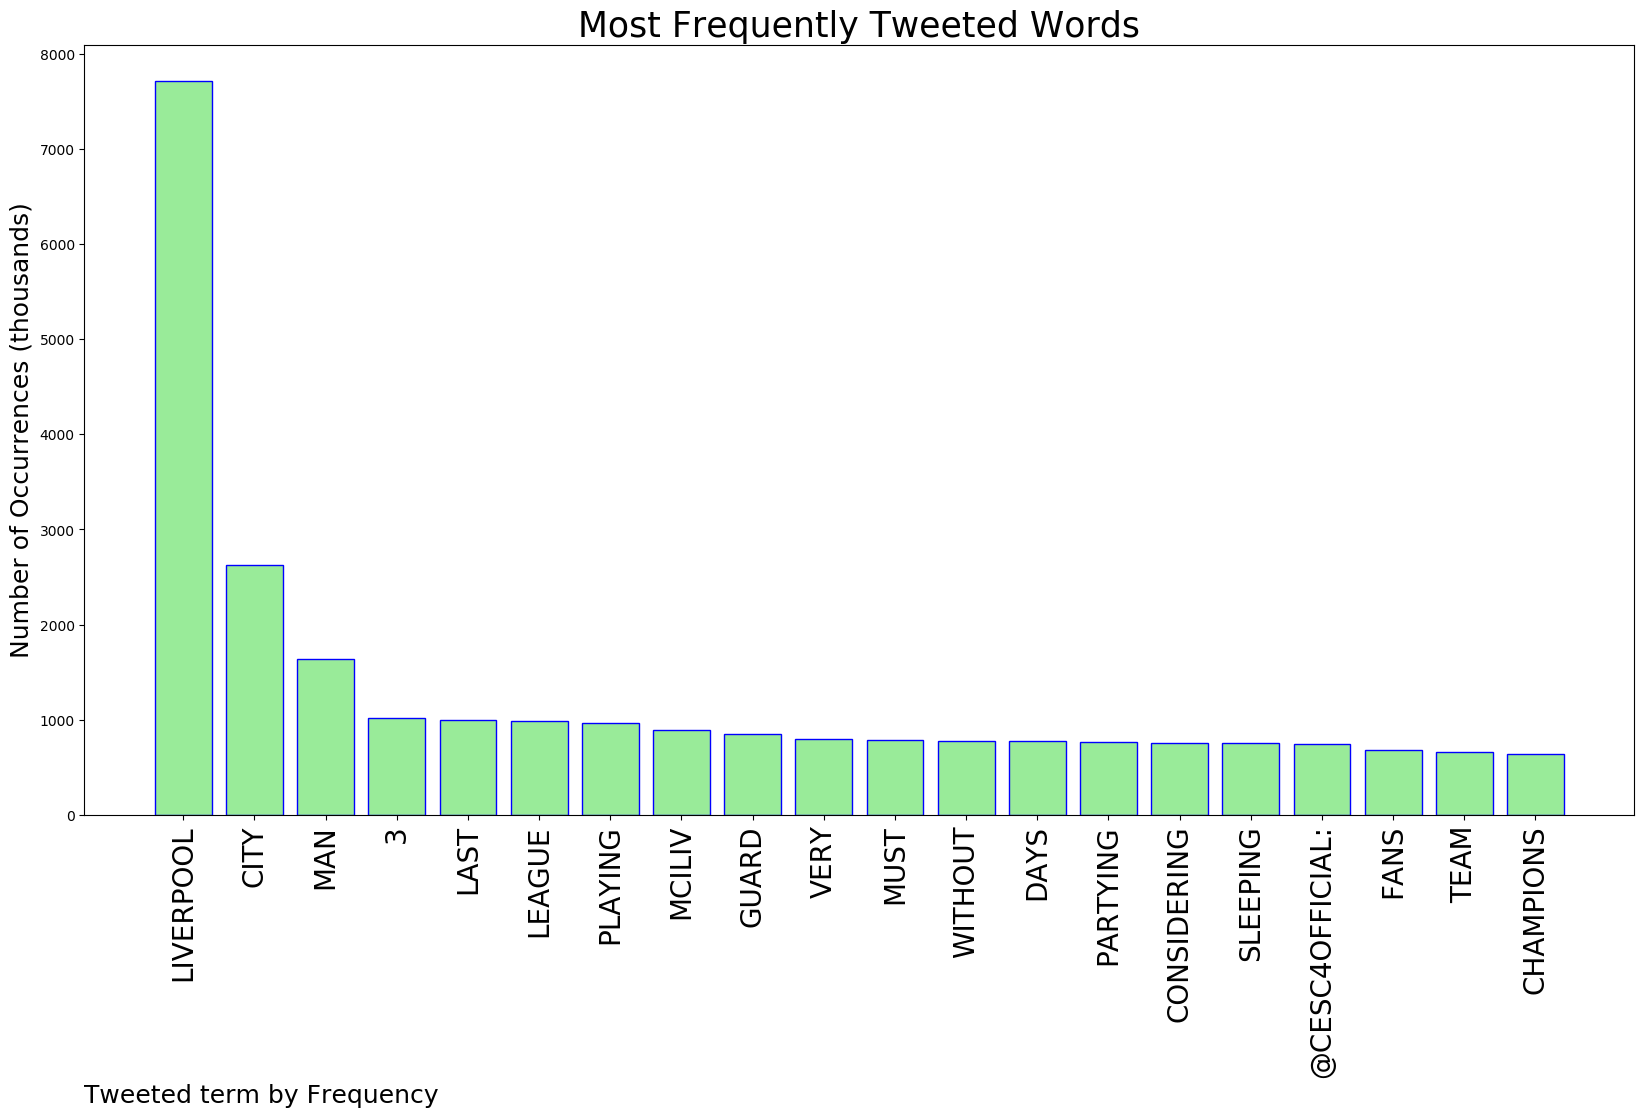 Most Frequently Tweeted Words
Number of Occurrences (thousands)
8000
7000
6000
5000
4000
3000
2000
1000
0
LIVERPOOL
CITY
MAN
3
LAST
LEAGUE
PLAYING
MCILIV
GUARD
VERY
MUST
WITHOUT
DAYS
PARTYING
CONSIDERING
SLEEPING
@CESC4OFFICIAL:
FANS
TEAM
CHAMPIONS
Tweeted term by Frequency